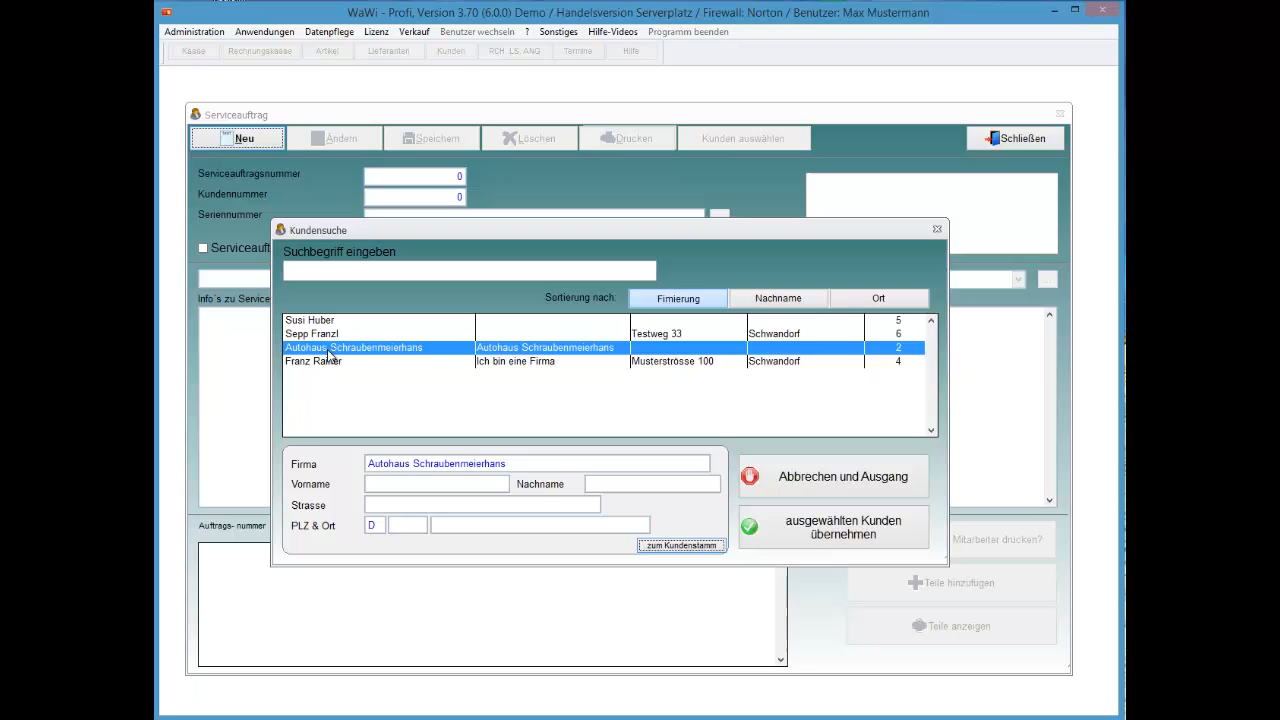 WaWi - Profi, Version 3.70 (6.0.0) Demo / Handelsversion Serverplatz / Firewall: Norton / Benutzer: Max Mustermann
Administration Anwendungen Datenpflege Lizenz Verkauf Benutzer wechseln ? Sonstiges Hilfe-Videos Programm beenden
Kasse Rechnungskasse Artikel Lieferanten Kunden RCH, LS, ANG Termine Hilfe
Serviceauftrag
Neu Ändern Speichern Löschen Drucken Kunden auswählen Schließen
Serviceauftragsnummer 0
Kundennummer 0
Seriennummer
Kundensuche
Serviceauft
Suchbegriff eingeben
Info´s zu Service
Sortierung nach: Firmierung Nachname Ort
Susi Huber 5
Sepp Franzl Testweg 33 Schwandorf 6
Autohaus Schraubenmeierhans Autohaus Schraubenmeierhans 2
Franz Ich bin eine Firma Musterströsse 100 Schwandorf 4
Firma Autohaus Schraubenmeierhans
Vorname Nachname
Strasse
PLZ & Ort D
zum Kundenstamm
Abbrechen und Ausgang
ausgewählten Kunden
übernehmen
Auftrags- nummer
Mitarbeiter drucken?
Teile hinzufügen
Teile anzeigen